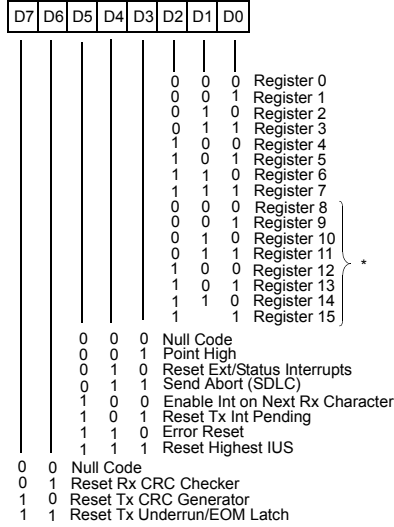 D7 D6 D5 D4 D3 D2 D1 D0
0 0 0 Register 0
0 0 1 Register 1
0 1 0 Register 2
0 1 1 Register 3
1 0 0 Register 4
1 0 1 Register 5
1 1 0 Register 6
1 1 1 Register 7
0 0 0 Register 8
0 0 1 Register 9
0 1 0 Register 10
0 1 1 Register 11
1 0 0 Register 12
1 0 1 Register 13
1 1 0 Register 14
1 1 Register 15
*
0 0 0 Null Code
0 0 1 Point High
0 1 0 Reset Ext/Status Interrupts
0 1 1 Send Abort (SDLC)
1 0 0 Enable Int on Next Rx Character
1 0 1 Reset Tx Int Pending
1 1 0 Error Reset
1 1 1 Reset Highest IUS
0 0 Null Code
0 1 Reset Rx CRC Checker
1 0 Reset Tx CRC Generator
1 1 Reset Tx Underrun/EOM Latch